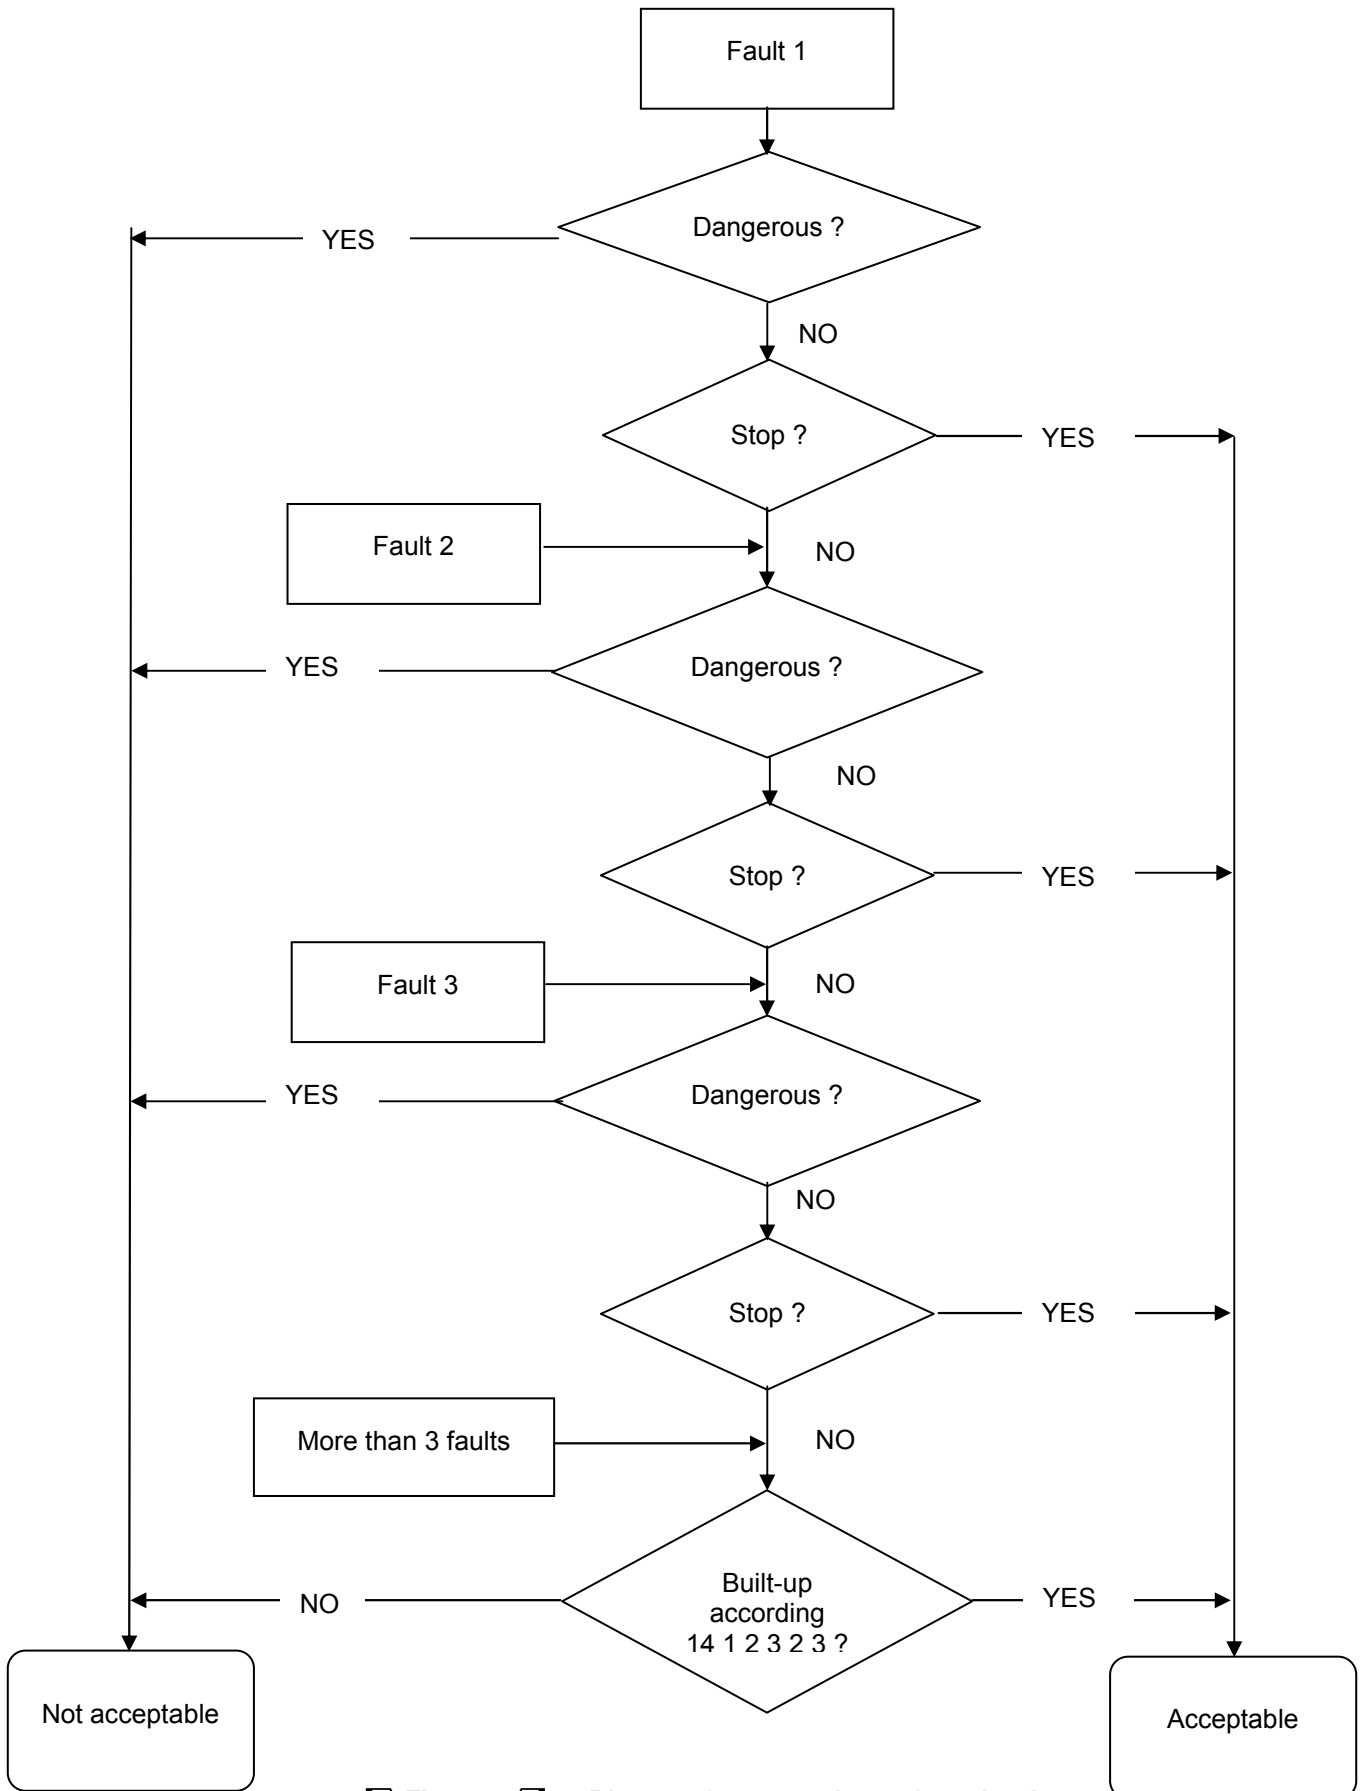 Fault 1
Dangerous ?
YES
NO
Stop ?
YES
Fault 2
NO
Dangerous ?
YES
NO
Stop ?
YES
Fault 3
NO
Dangerous ?
YES
NO
Stop ?
YES
More than 3 faults
NO
Built-up
according
14 1 2 3 2 3 ?
NO
YES
Not acceptable
Acceptable